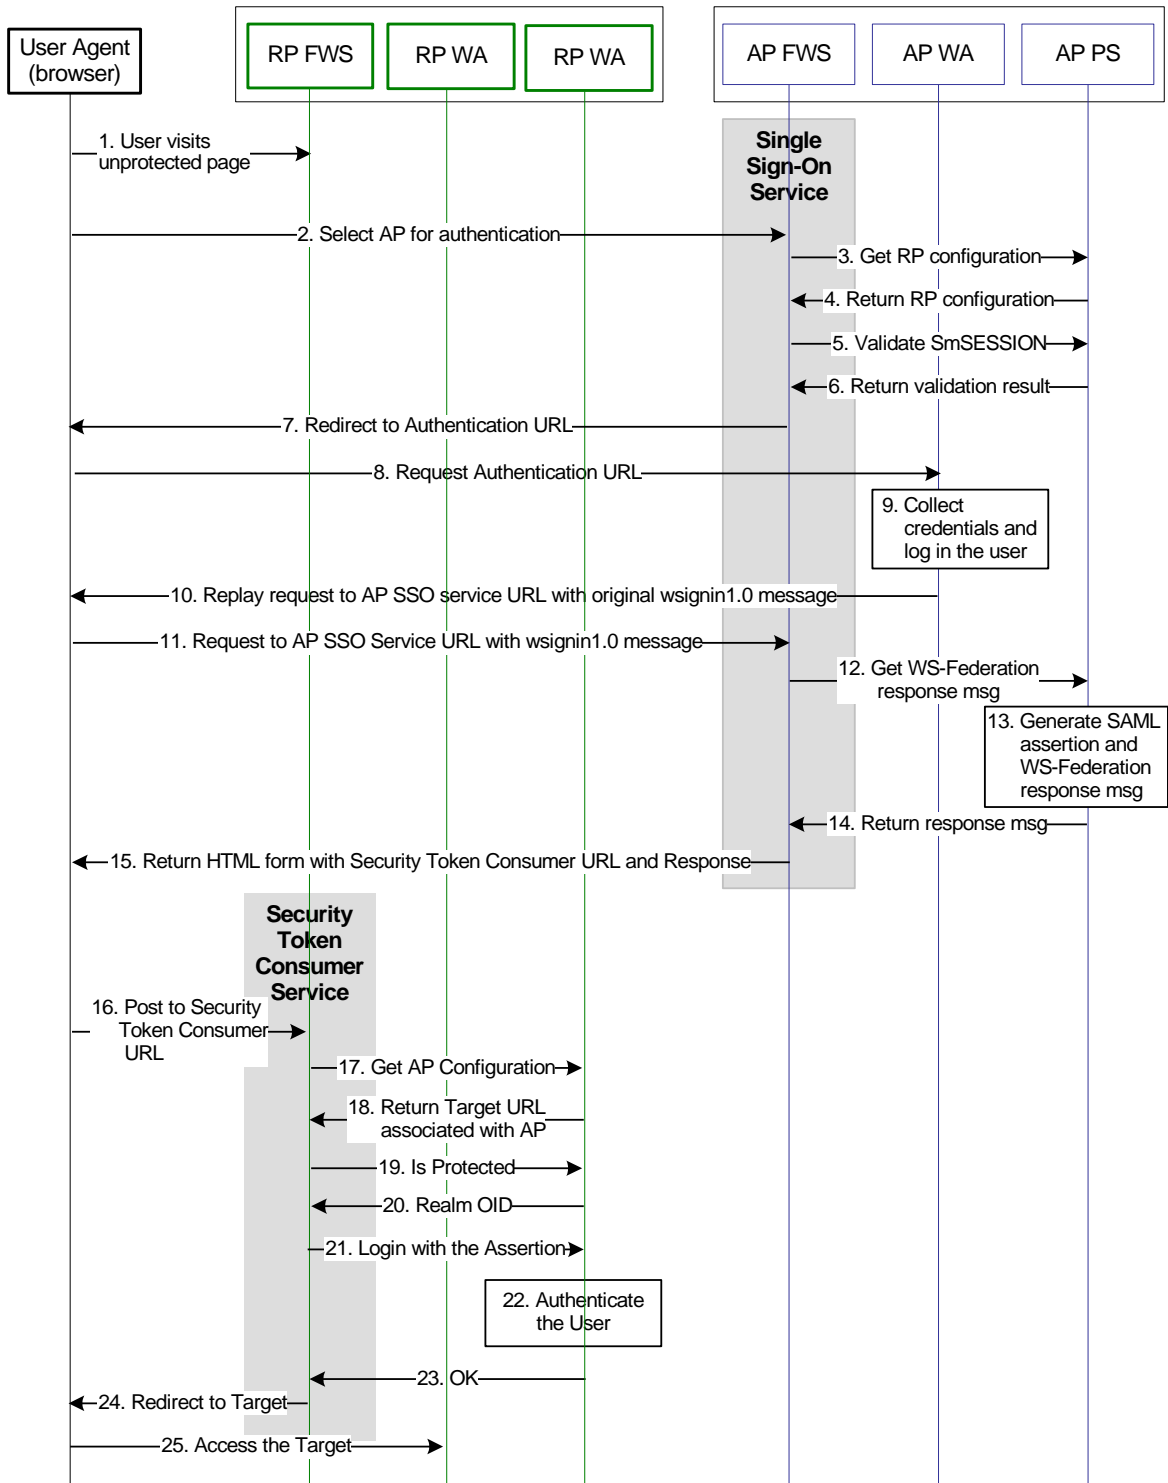 User Agent
(browser)
RP FWS
RP WA
RP WA
AP FWS
AP WA
AP PS
Single
Sign-On
Service
1. User visits
unprotected page
2. Select AP for authentication
3. Get RP configuration
4. Return RP configuration
5. Validate SmSESSION
6. Return validation result
7. Redirect to Authentication URL
8. Request Authentication URL
9. Collect
credentials and
log in the user
10. Replay request to AP SSO service URL with original wsignin1.0 message
11. Request to AP SSO Service URL with wsignin1.0 message
12. Get WS-Federation
response msg
13. Generate SAML
assertion and
WS-Federation
response msg
14. Return response msg
15. Return HTML form with Security Token Consumer URL and Response
Security
Token
Consumer
Service
16. Post to Security
Token Consumer
URL
17. Get AP Configuration
18. Return Target URL
associated with AP
19. Is Protected
20. Realm OID
21. Login with the Assertion
22. Authenticate
the User
23. OK
24. Redirect to Target
25. Access the Target